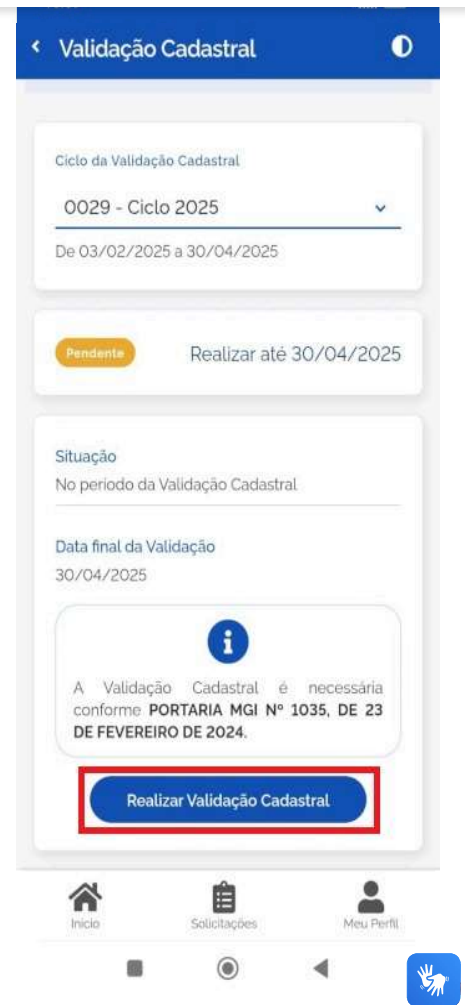 Validação Cadastral
Ciclo da Validação Cadastral
0029 - Ciclo 2025
De 03/02/2025 a 30/04/2025
Pendente
Realizar até 30/04/2025
Situação
No periodo da Validação Cadastral
Data final da Validação
30/04/2025
A Validação Cadastral é necessária
conforme PORTARIA MGI Nº 1035, DE 23
DE FEVEREIRO DE 2024.
Realizar Validação Cadastral
Inicio
Solicitações
Meu Perfil